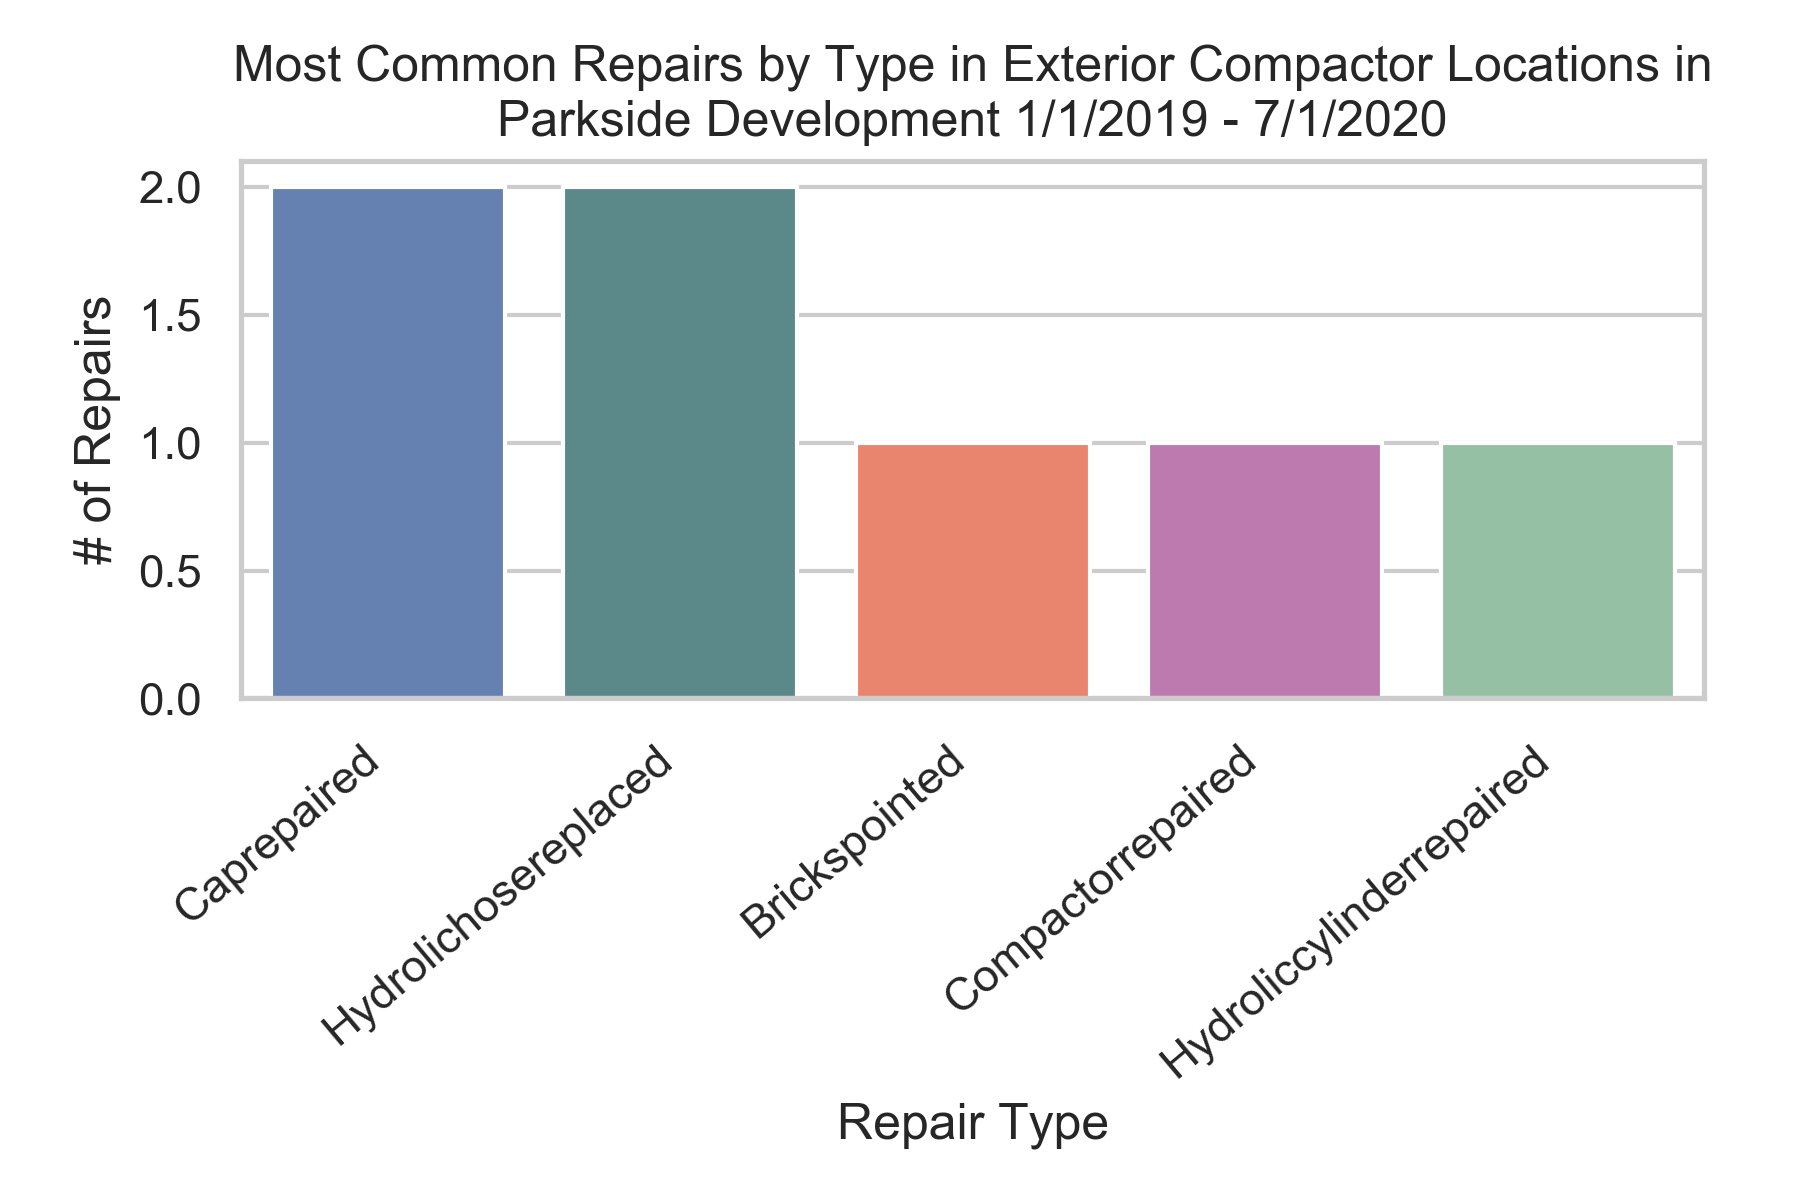 Most Common Repairs by Type in Exterior Compactor Locations in
Parkside Development 1/1/2019 - 7/1/2020
# of Repairs
2.0
1.5
1.0
0.5
0.0
Caprepaired
Hydrolichosereplaced
Brickspointed
Compactorrepaired
Hydroliccylinderrepaired
Repair Type